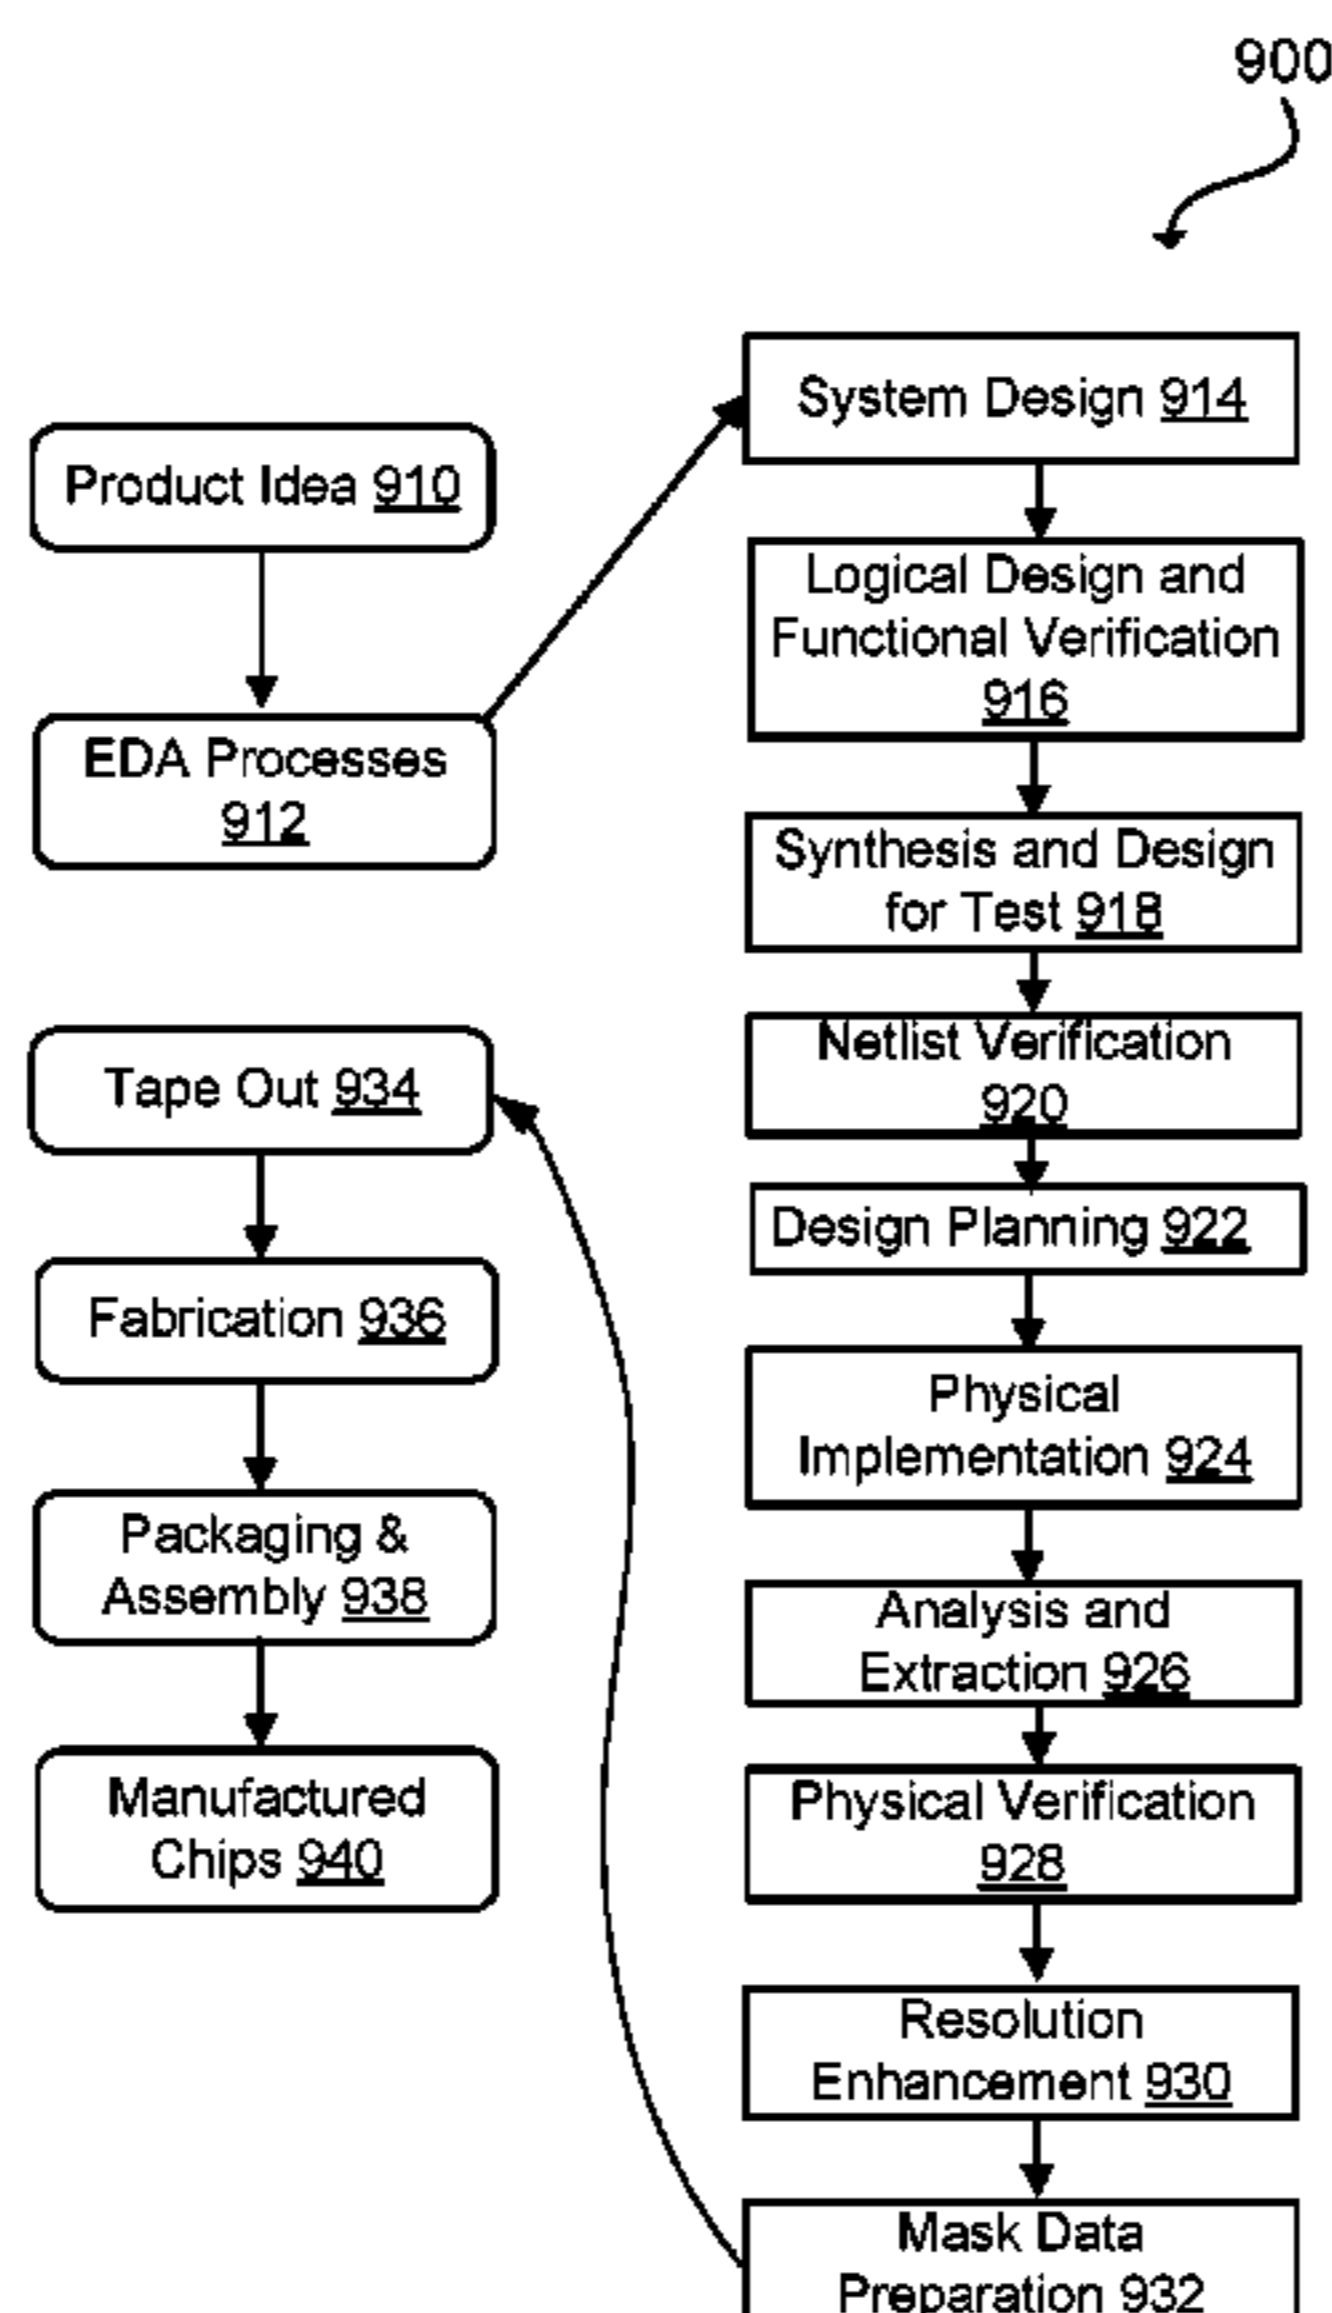 900
Product Idea 910
EDA Processes
912
System Design 914
Logical Design and
Functional Verification
916
Synthesis and Design
for Test 918
Netlist Verification
920
Design Planning 922
Physical
Implementation 924
Analysis and
Extraction 926
Physical Verification
928
Resolution
Enhancement 930
Mask Data
Preparation 932
Tape Out 934
Fabrication 936
Packaging &
Assembly 938
Manufactured
Chips 940